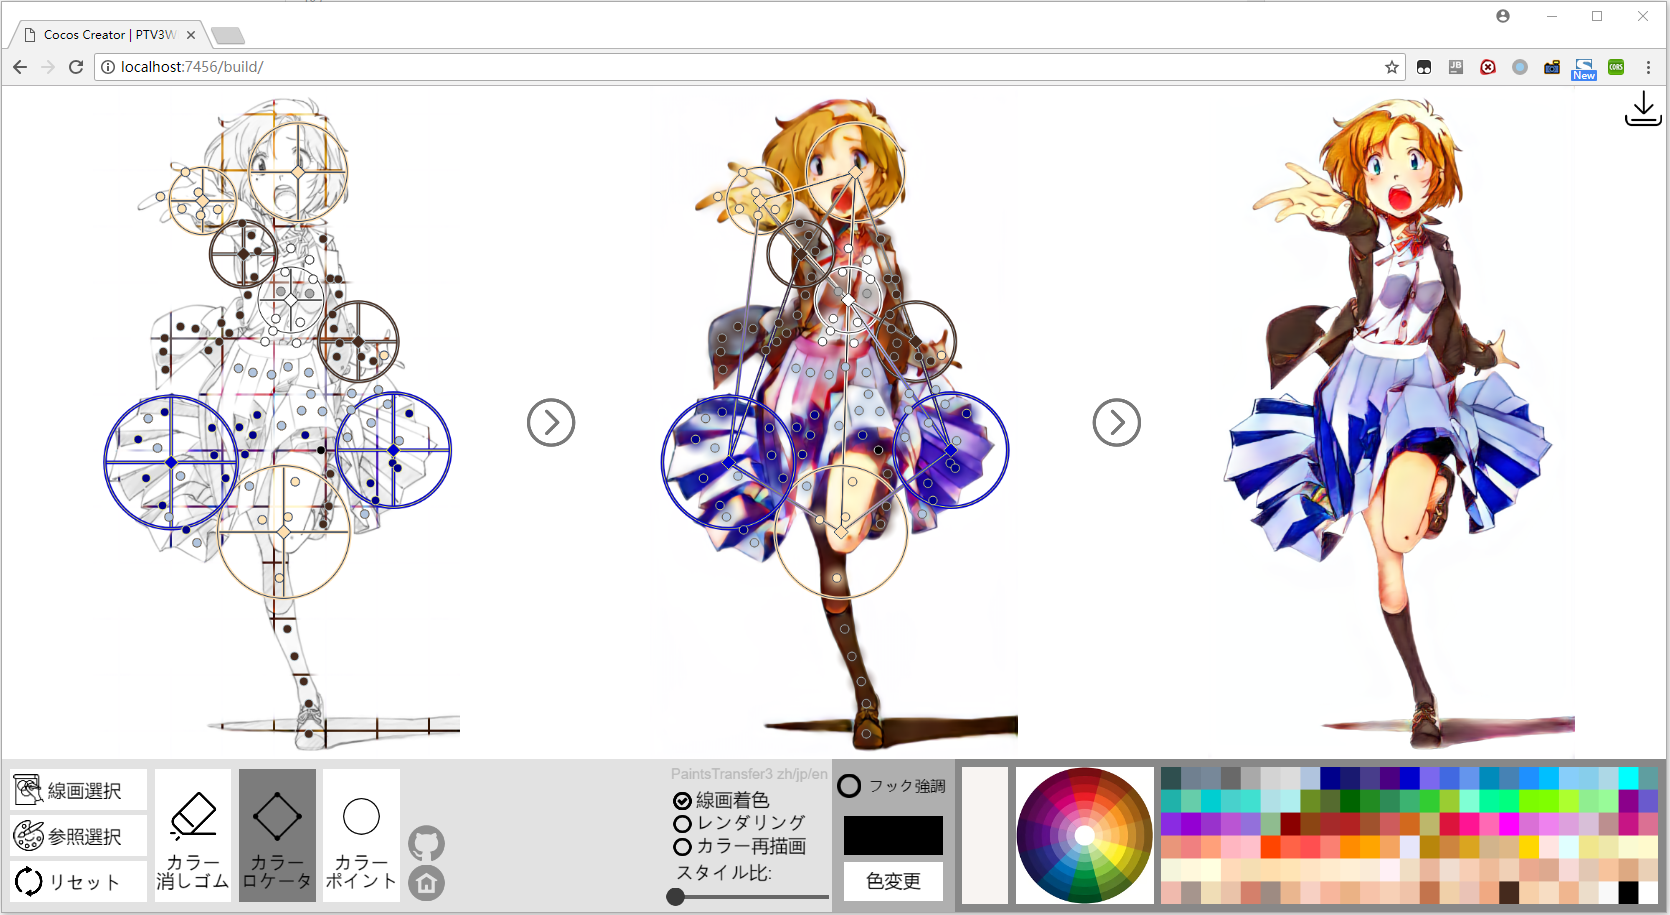 Cocos Creator | PTV3W
localhost:7456/build/
JB
New
CORS
線画選択
参照選択
リセット
カラー
消しゴム
カラー
ロケータ
カラー
ポイント
PaintsTransfer3 zh/jp/en
線画着色
レンダリング
カラー再描画
スタイル比:
フック強調
色変更